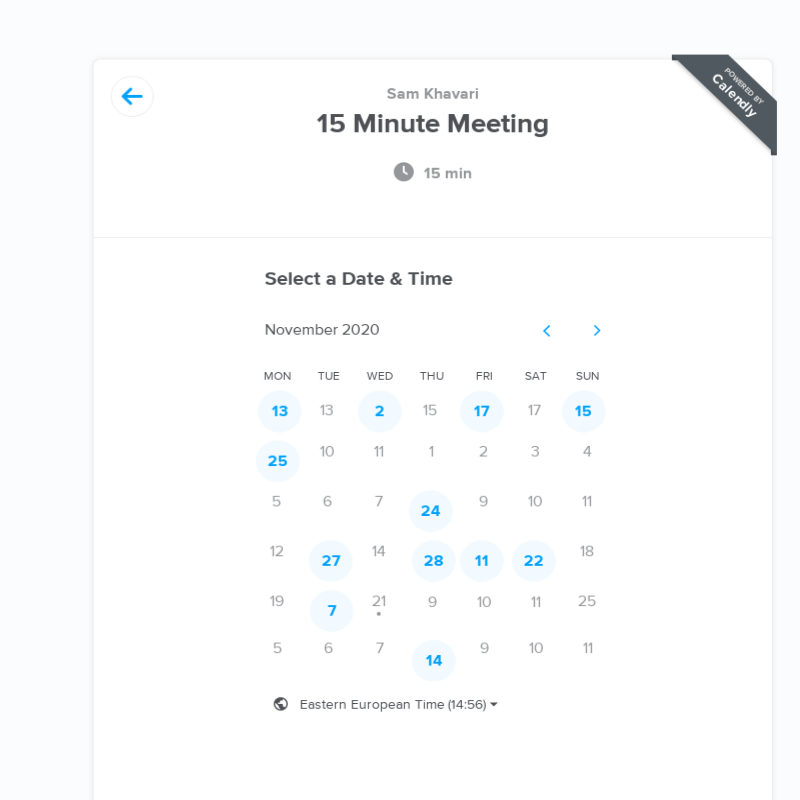 POWERED BY
Calendly
Sam Khavari
15 Minute Meeting
15 min
Select a Date & Time
November 2020
MON TUE WED THU FRI SAT SUN
13 13 2 15 17 17 15
25 10 11 1 2 3 4
5 6 7 24 9 10 11
12 27 14 28 11 22 18
19 7 21 9 10 11 25
5 6 7 14 9 10 11
Eastern European Time (14:56)